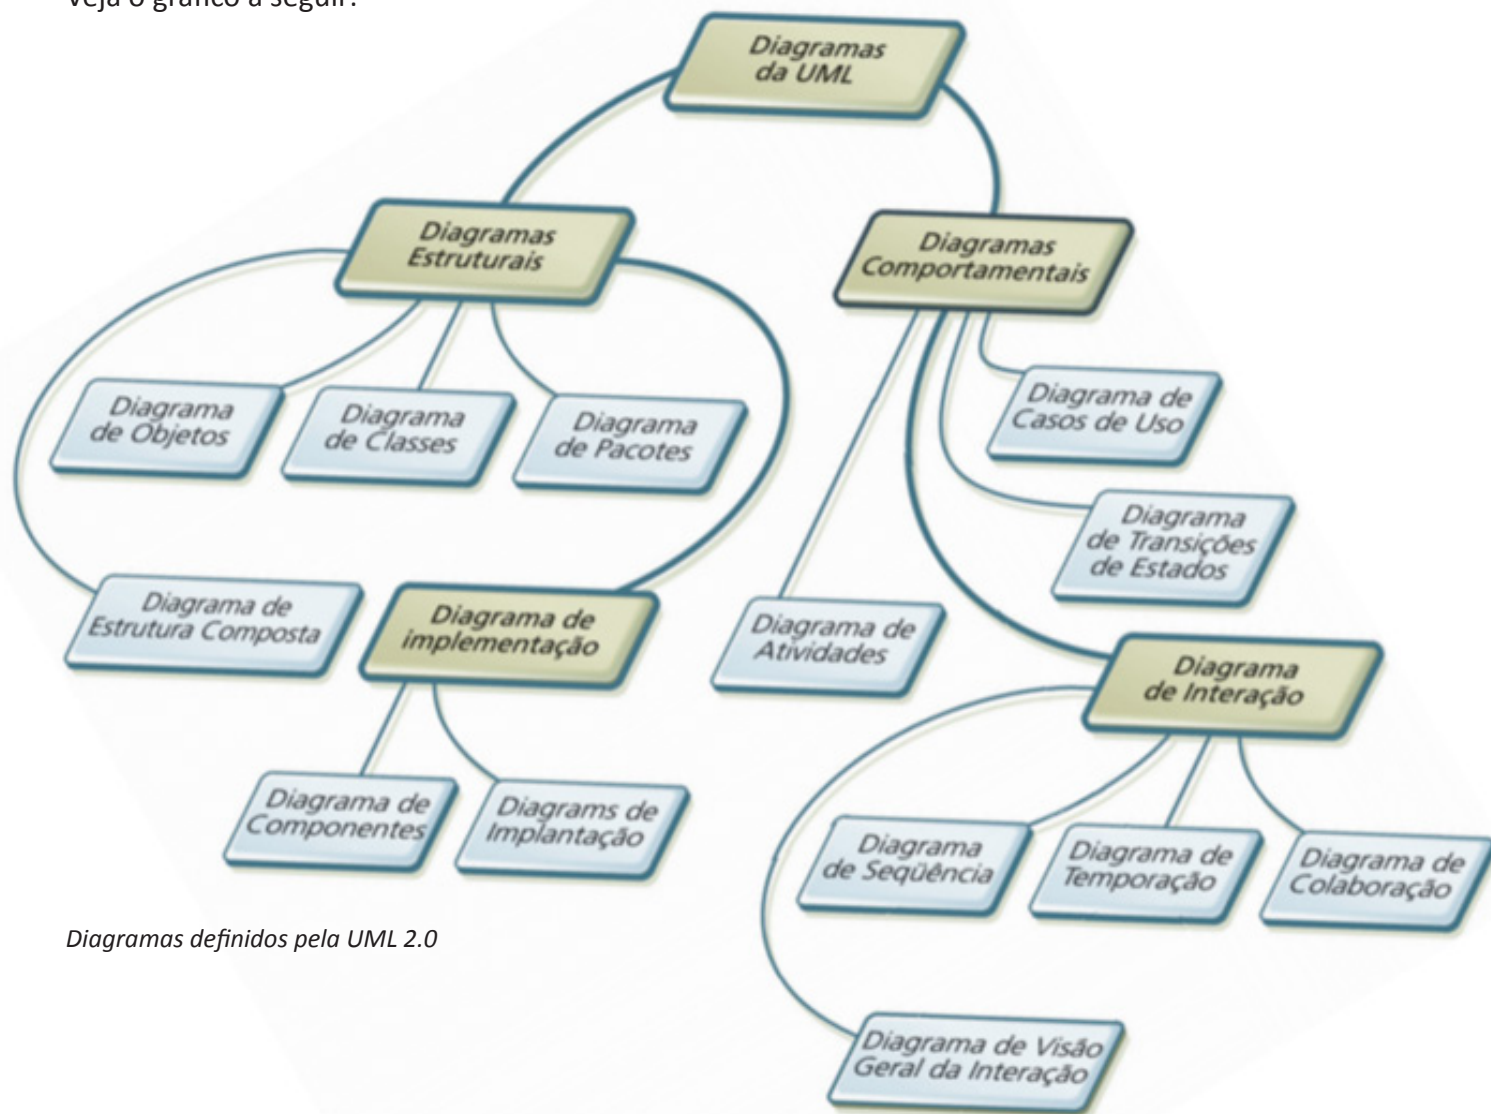 Veja o gráfico a seguir:
Diagramas
da UML
Diagramas
Estruturais
Diagramas
Comportamentais
Diagrama
de Objetos
Diagrama
de Classes
Diagrama
de Pacotes
Diagrama de
Casos de Uso
Diagrama
de Transições
de Estados
Diagrama de
Estrutura Composta
Diagrama de
implementação
Diagrama de
Atividades
Diagrama
de Interação
Diagrama de
Componentes
Diagrams de
Implantação
Diagrama
de Seqüência
Diagrama de
Temporação
Diagrama de
Colaboração
Diagramas definidos pela UML 2.0
Diagrama de Visão
Geral da Interação